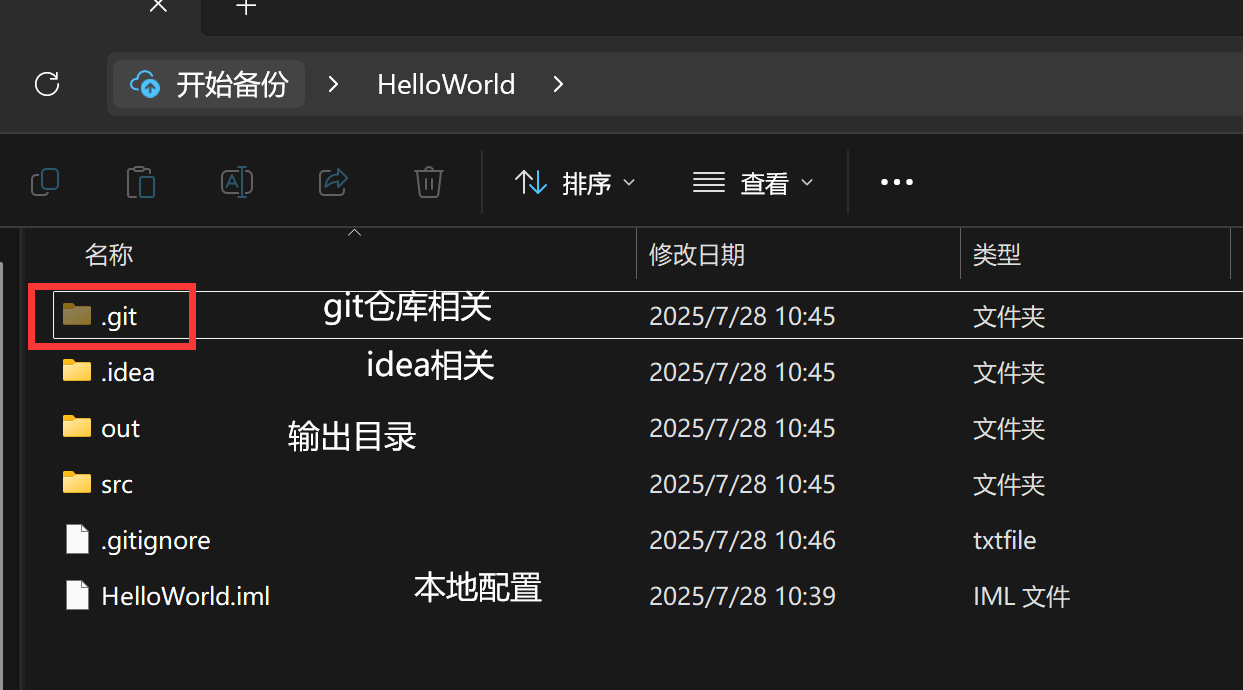 开始备份 > HelloWorld >
排序 查看
名称 修改日期 类型
.git git仓库相关 2025/7/28 10:45 文件夹
.idea idea相关 2025/7/28 10:45 文件夹
out 输出目录 2025/7/28 10:45 文件夹
src 2025/7/28 10:45 文件夹
.gitignore 2025/7/28 10:46 txtfile
HelloWorld.iml 本地配置 2025/7/28 10:39 IML 文件